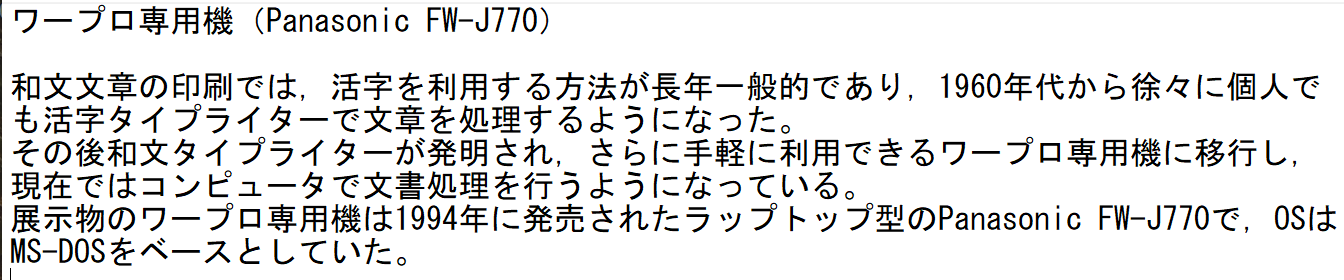 ワープロ専用機（Panasonic FW-J770）
和文文章の印刷では，活字を利用する方法が長年一般的であり，1960年代から徐々に個人で
も活字タイプライターで文章を処理するようになった。
その後和文タイプライターが発明され，さらに手軽に利用できるワープロ専用機に移行し，
現在ではコンピュータで文書処理を行うようになっている。
展示物のワープロ専用機は1994年に発売されたラップトップ型のPanasonic FW-J770で，OSは
MS-DOSをベースとしていた。